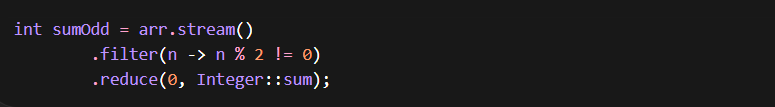 int sumOdd = arr.stream()
        .filter(n -> n % 2 != 0)
        .reduce(0, Integer::sum);